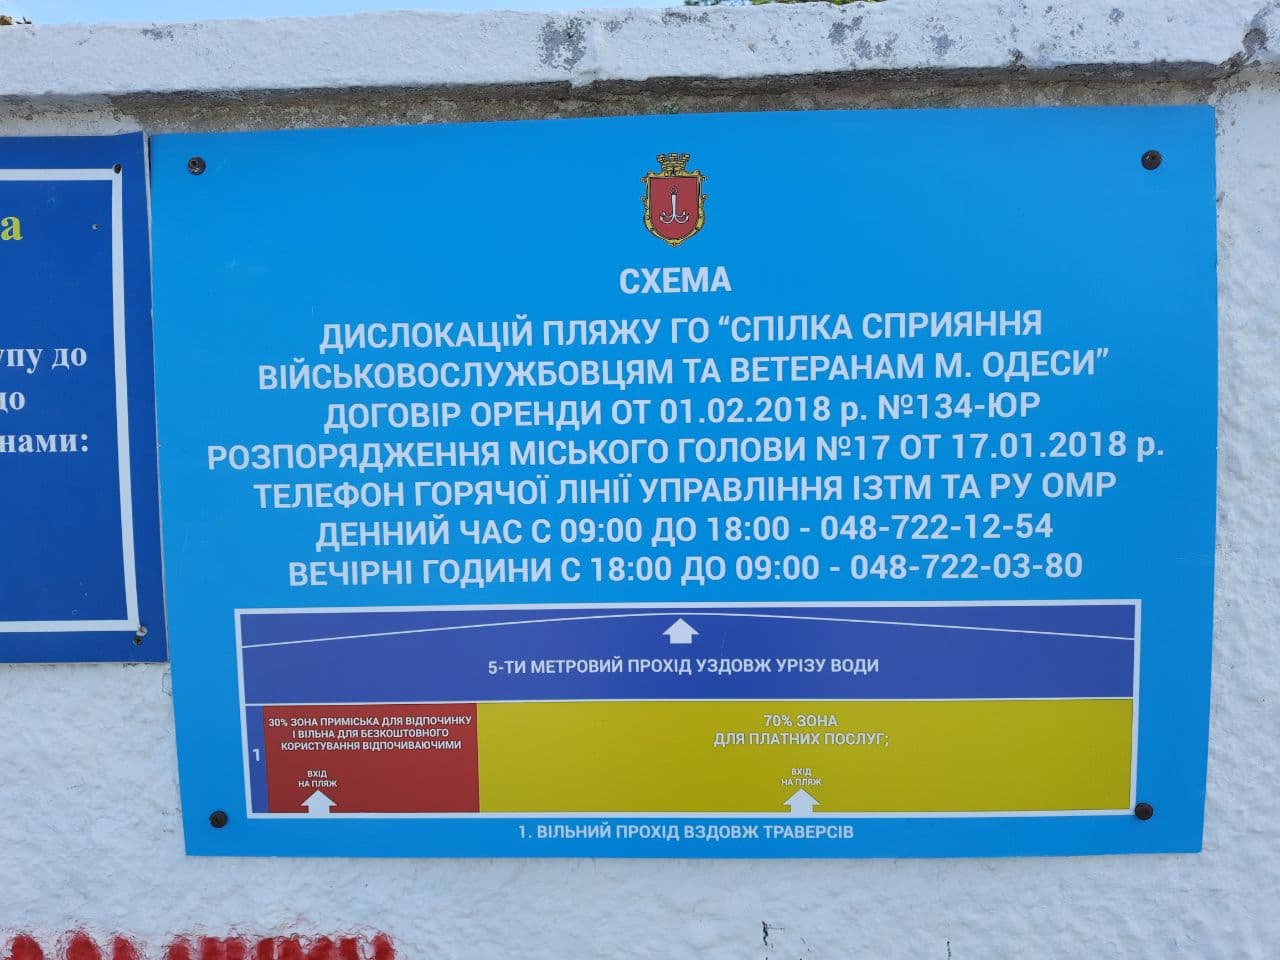 а
упу до
до
нами:
СХЕМА
ДИСЛОКАЦІЙ ПЛЯЖУ ГО “СПІЛКА СПРИЯННЯ
ВІЙСЬКОВОСЛУЖБОВЦЯМ ТА ВЕТЕРАНАМ М. ОДЕСИ”
ДОГОВІР ОРЕНДИ ОТ 01.02.2018 р. №134-ЮР
РОЗПОРЯДЖЕННЯ МІСЬКОГО ГОЛОВИ №17 ОТ 17.01.2018 р.
ТЕЛЕФОН ГОРЯЧОЇ ЛІНІЇ УПРАВЛІННЯ ІЗТМ ТА РУ ОМР
ДЕННИЙ ЧАС С 09:00 ДО 18:00 - 048-722-12-54
ВЕЧІРНІ ГОДИНИ С 18:00 ДО 09:00 - 048-722-03-80
5-ТИ МЕТРОВИЙ ПРОХІД УЗДОВЖ УРІЗУ ВОДИ
1
30% ЗОНА ПРИМІСЬКА ДЛЯ ВІДПОЧИНКУ
І ВІЛЬНА ДЛЯ БЕЗКОШТОВНОГО
КОРИСТУВАННЯ ВІДПОЧИВАЮЧИМИ
ВХІД
НА ПЛЯЖ
70% ЗОНА
ДЛЯ ПЛАТНИХ ПОСЛУГ;
ВХІД
НА ПЛЯЖ
1. ВІЛЬНИЙ ПРОХІД ВЗДОВЖ ТРАВЕРСІВ